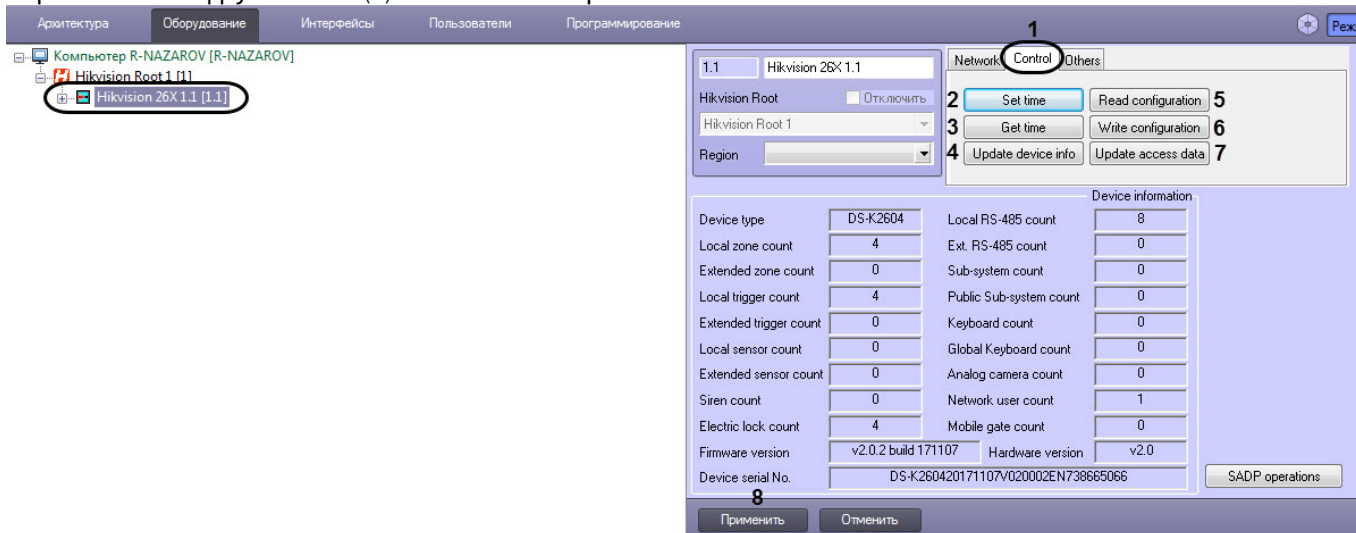 Архитектура Оборудование Интерфейсы Пользователи Программирование 1 Реж
Компьютер R-NAZAROV [R-NAZAROV]
Hikvision Root 1 [1]
Hikvision 26X 1.1 [1.1]
1.1 Hikvision 26X 1.1
Network Control Others
Hikvision Root Отключить
Hikvision Root 1
Region
2 Set time Read configuration 5
3 Get time Write configuration 6
4 Update device info Update access data 7
Device information
Device type DS-K2604 Local RS-485 count 8
Local zone count 4 Ext. RS-485 count 0
Extended zone count 0 Sub-system count 0
Local trigger count 4 Public Sub-system count 0
Extended trigger count 0 Keyboard count 0
Local sensor count 0 Global Keyboard count 0
Extended sensor count 0 Analog camera count 0
Siren count 0 Network user count 1
Electric lock count 4 Mobile gate count 0
Firmware version v2.0.2 build 171107 Hardware version v2.0
Device serial No. DS-K260420171107V020002EN738665066 SADP operations
8
Применить Отменить